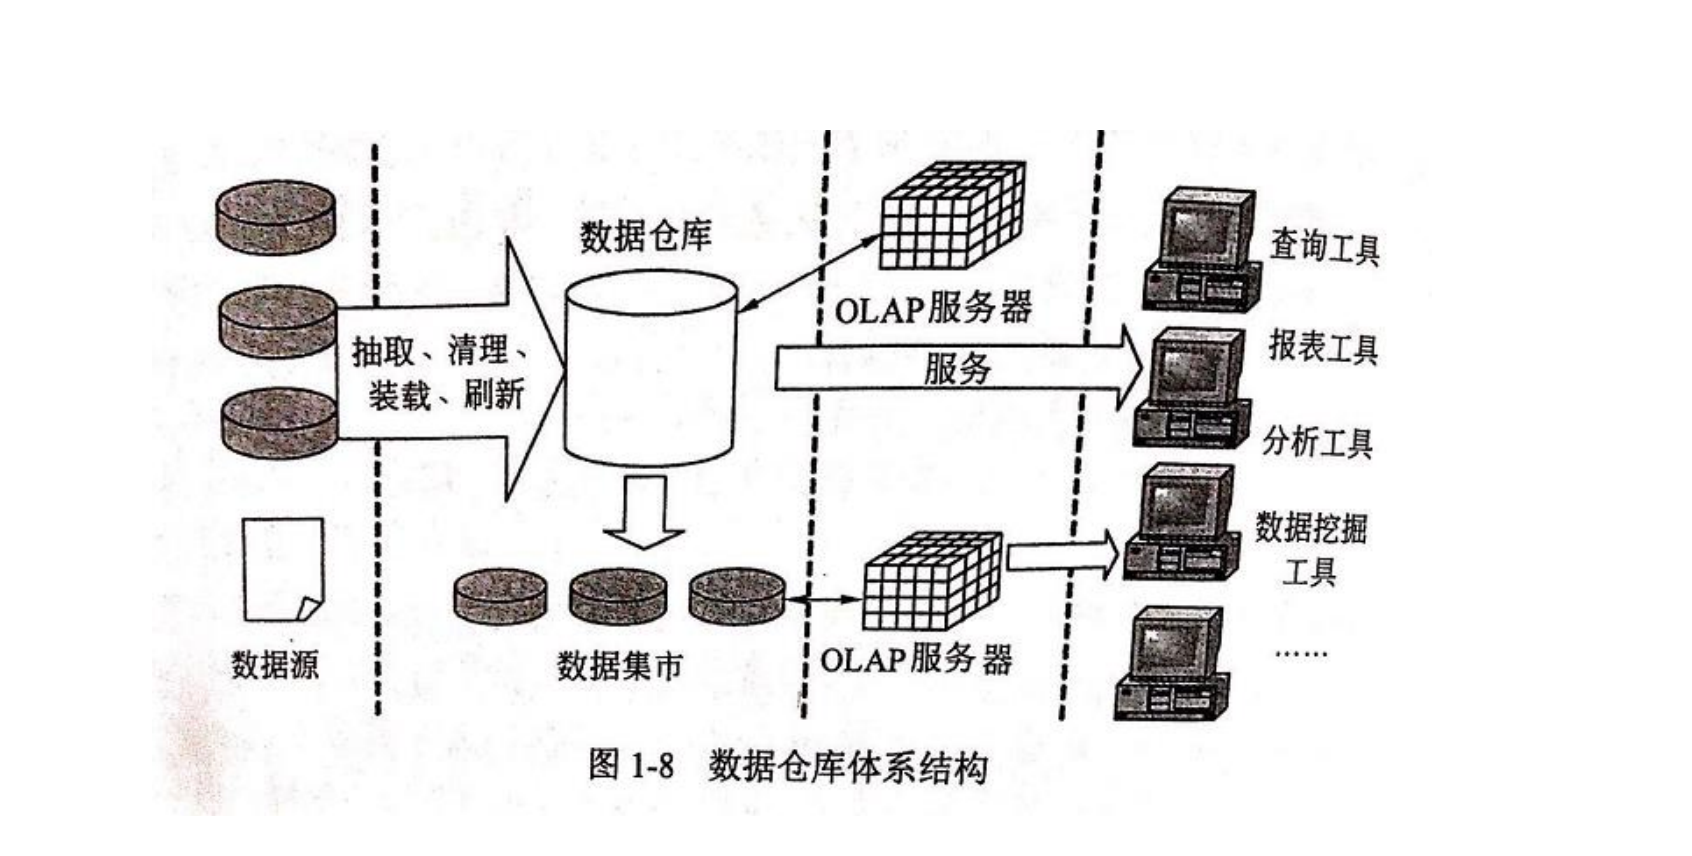 数据仓库
OLAP服务器
查询工具
抽取、清理、
装载、刷新
服务
报表工具
分析工具
数据挖掘
工具
......
数据源
数据集市
OLAP服务器
图 1-8 数据仓库体系结构